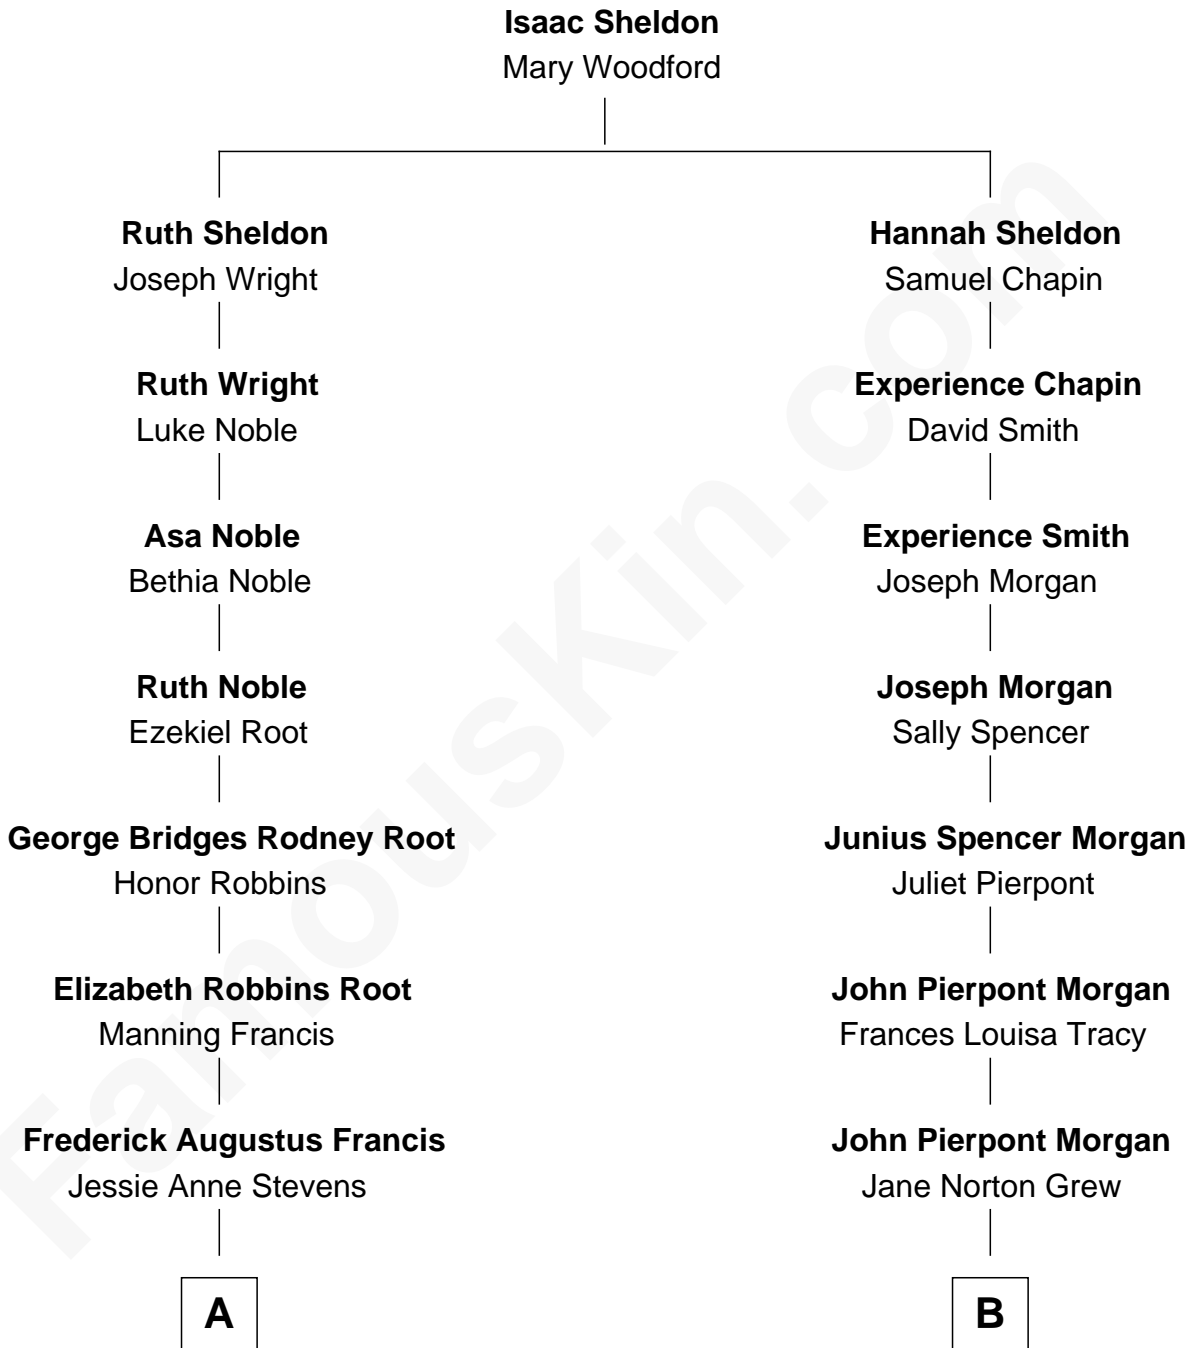 Isaac Sheldon
Mary Woodford
Ruth Sheldon
Joseph Wright
Hannah Sheldon
Samuel Chapin
Ruth Wright
Luke Noble
Experience Chapin
David Smith
Asa Noble
Bethia Noble
Experience Smith
Joseph Morgan
Ruth Noble
Ezekiel Root
Joseph Morgan
Sally Spencer
George Bridges Rodney Root
Honor Robbins
Junius Spencer Morgan
Juliet Pierpont
Elizabeth Robbins Root
Manning Francis
John Pierpont Morgan
Frances Louisa Tracy
Frederick Augustus Francis
Jessie Anne Stevens
John Pierpont Morgan
Jane Norton Grew
A
B
FamousKin.com